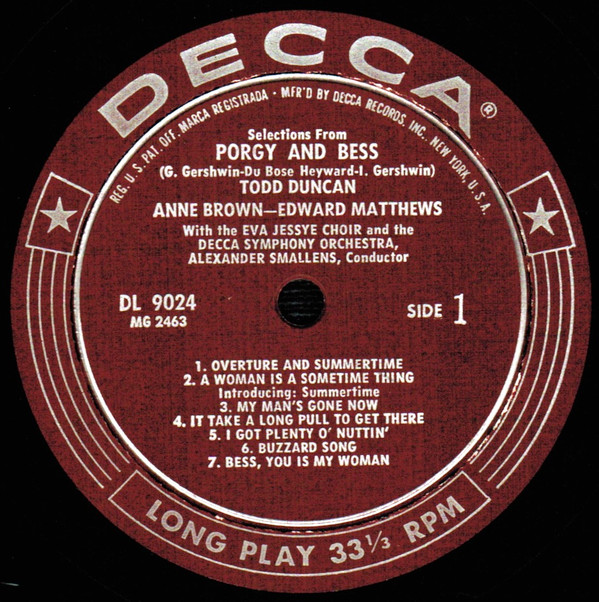 DECCA®
REG. U.S. PAT. OFF. MARCA REGISTRADA • MFR'D BY DECCA RECORDS, INC., NEW YORK, U.S.A.
Selections From
PORGY AND BESS
(G. Gershwin-Du Bose Heyward-I. Gershwin)
TODD DUNCAN
ANNE BROWN—EDWARD MATTHEWS
With the EVA JESSYE CHOIR and the
DECCA SYMPHONY ORCHESTRA,
ALEXANDER SMALLENS, Conductor
DL 9024
MG 2463
SIDE 1
1. OVERTURE AND SUMMERTIME
2. A WOMAN IS A SOMETIME THING
Introducing: Summertime
3. MY MAN'S GONE NOW
4. IT TAKE A LONG PULL TO GET THERE
5. I GOT PLENTY O' NUTTIN'
6. BUZZARD SONG
7. BESS, YOU IS MY WOMAN
LONG PLAY 33 1/3 RPM